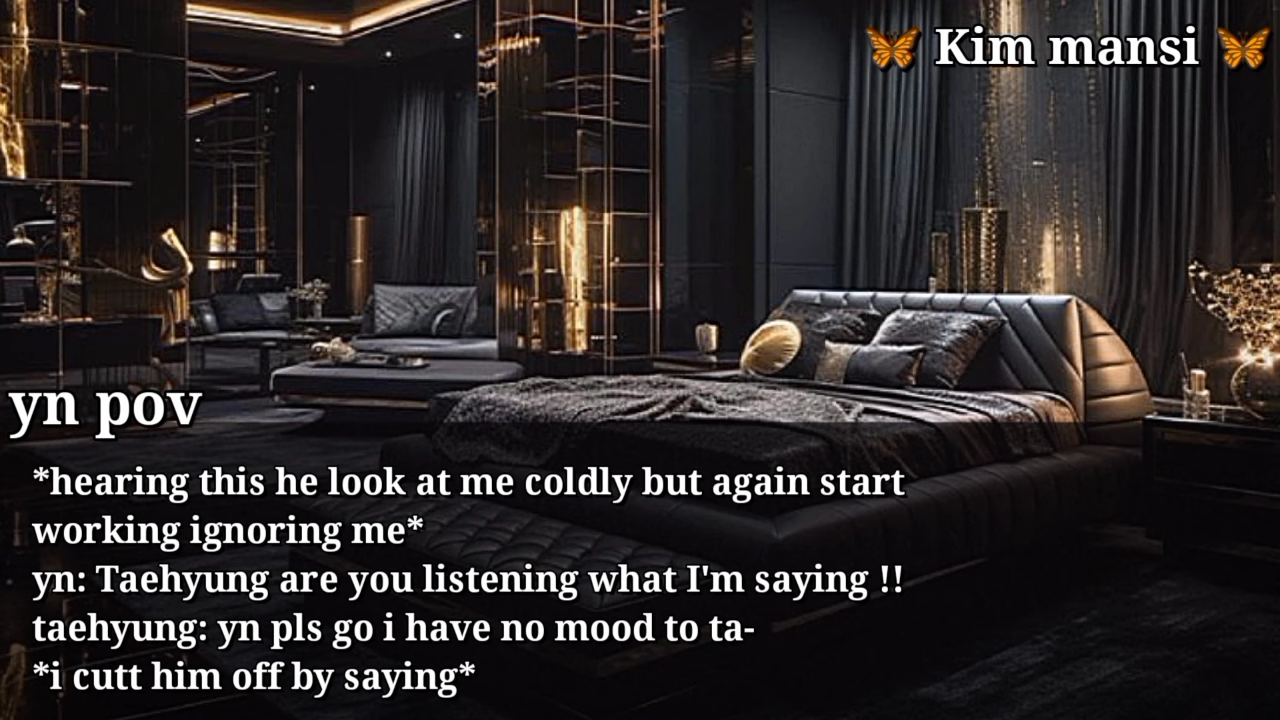 🦋 Kim mansi 🦋
yn pov
*hearing this he look at me coldly but again start
working ignoring me*
yn: Taehyung are you listening what I'm saying !!
taehyung: yn pls go i have no mood to ta-
*i cutt him off by saying*